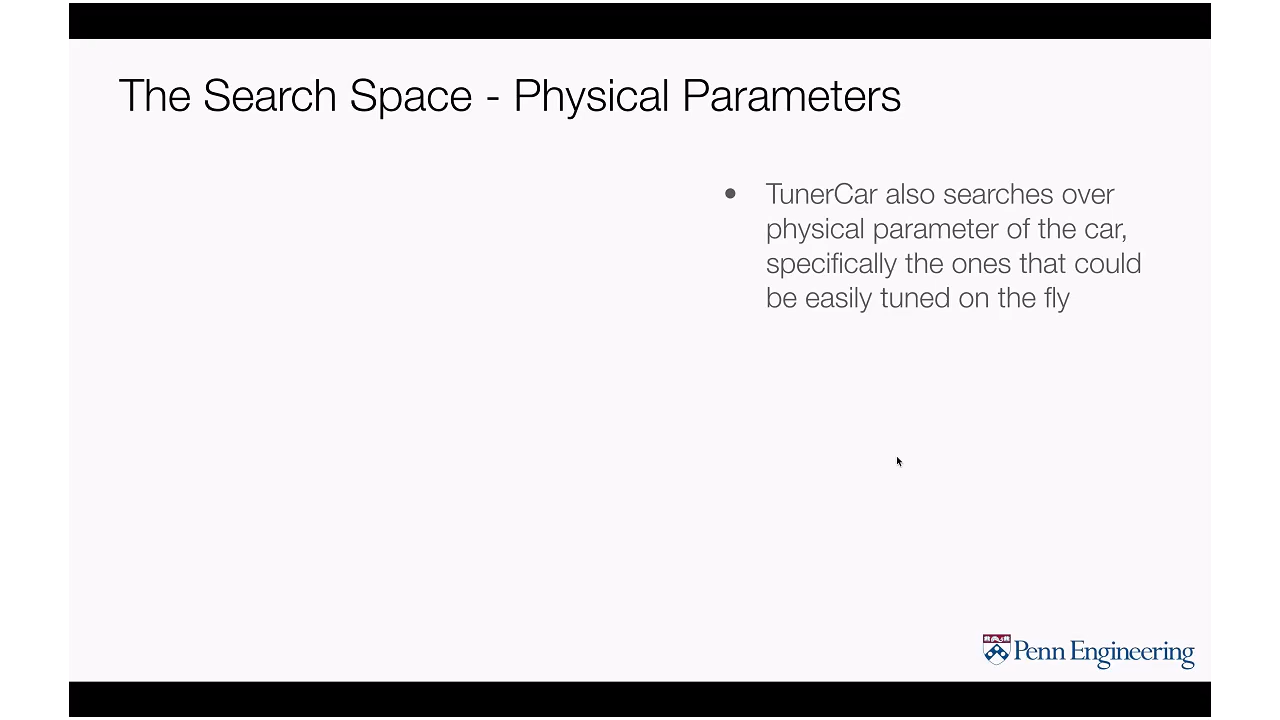 The Search Space - Physical Parameters
• TunerCar also searches over
physical parameter of the car,
specifically the ones that could
be easily tuned on the fly
Penn Engineering